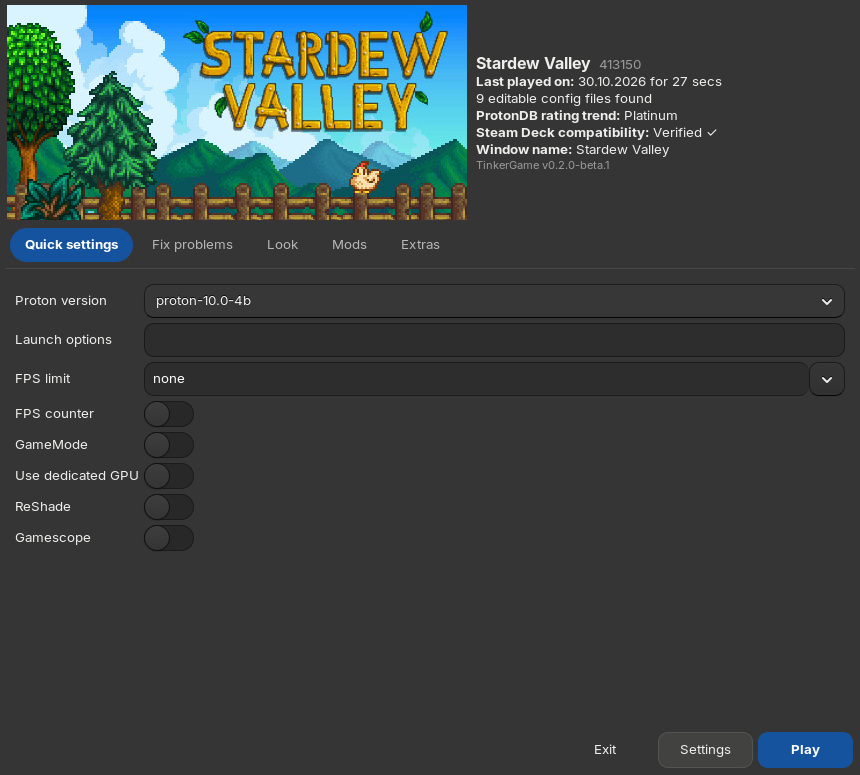 STARDEW
VALLEY
Stardew Valley 413150
Last played on: 30.10.2026 for 27 secs
9 editable config files found
ProtonDB rating trend: Platinum
Steam Deck compatibility: Verified ✓
Window name: Stardew Valley
TinkerGame v0.2.0-beta.1
Quick settings Fix problems Look Mods Extras
Proton version proton-10.0-4b
Launch options
FPS limit none
FPS counter
GameMode
Use dedicated GPU
ReShade
Gamescope
Exit Settings Play